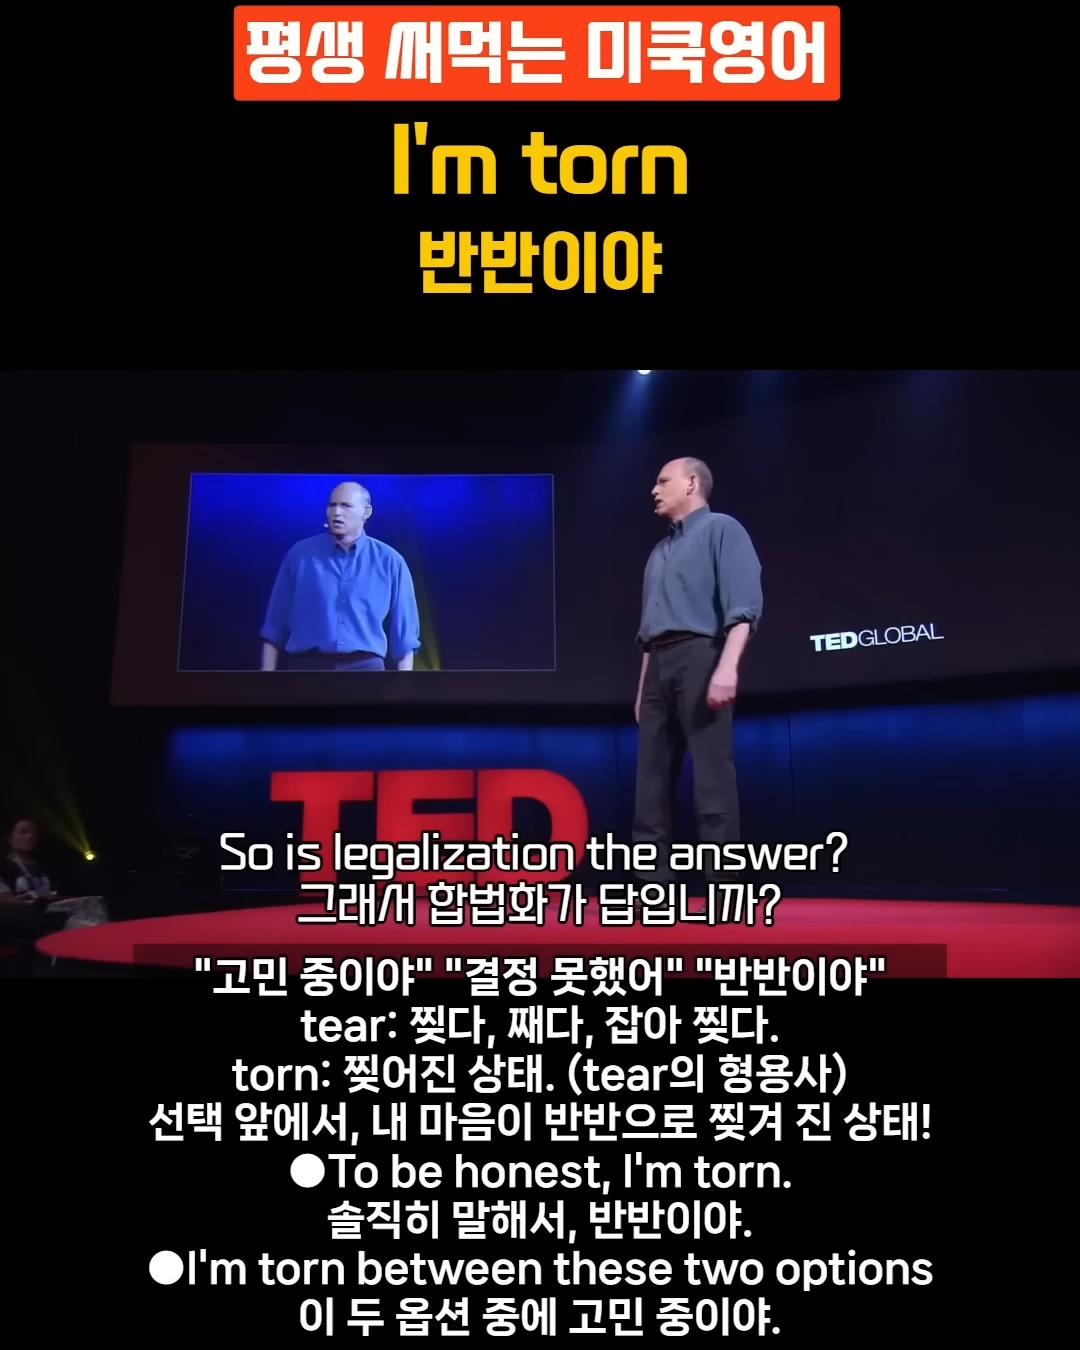 평생 써먹는 미쿡영어
I'm torn
반반이야
TEDGLOBAL
TED
So is legalization the answer?
그래서 합법화가 답입니까?
"고민 중이야" "결정 못했어" "반반이야"
tear: 찢다, 째다, 잡아 찢다.
torn: 찢어진 상태. (tear의 형용사)
선택 앞에서, 내 마음이 반반으로 찢겨 진 상태!
●To be honest, I'm torn.
솔직히 말해서, 반반이야.
●I'm torn between these two options
이 두 옵션 중에 고민 중이야.